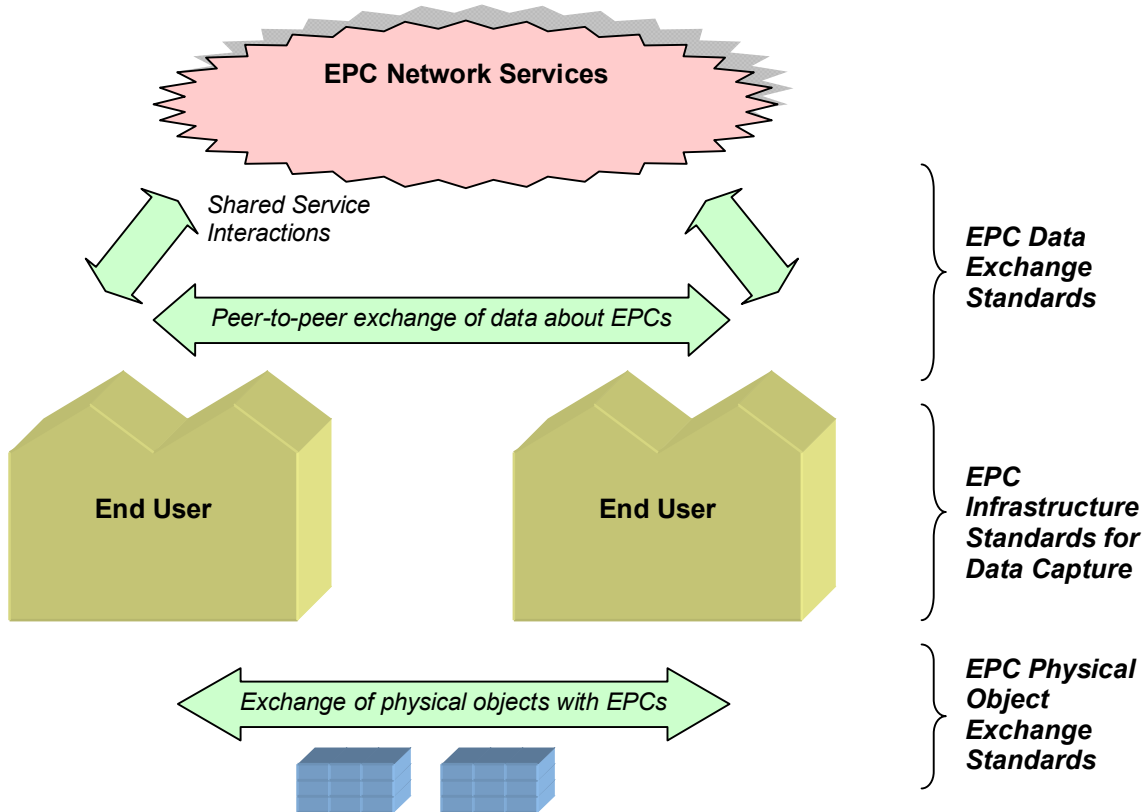 EPC Network Services
Shared Service
Interactions
Peer-to-peer exchange of data about EPCs
EPC Data
Exchange
Standards
End User
End User
EPC
Infrastructure
Standards for
Data Capture
Exchange of physical objects with EPCs
EPC Physical
Object
Exchange
Standards